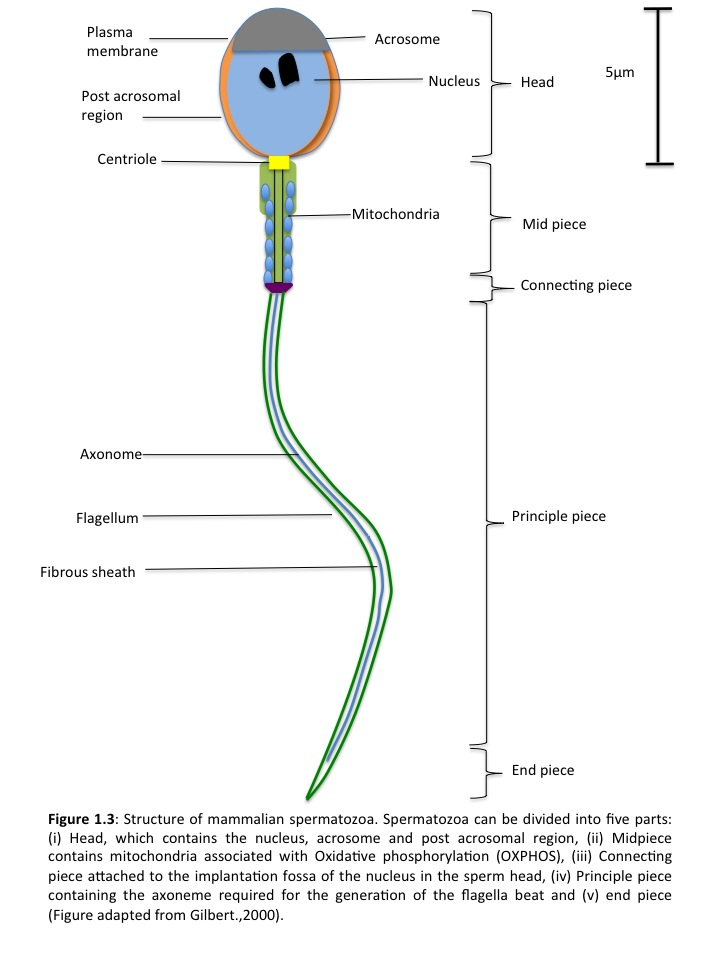 Plasma
membrane
Acrosome
5µm
Nucleus
Head
Post acrosomal
region
Centriole
Mitochondria
Mid piece
Connecting piece
Axonome
Flagellum
Principle piece
Fibrous sheath
End piece
Figure 1.3: Structure of mammalian spermatozoa. Spermatozoa can be divided into five parts:
(i) Head, which contains the nucleus, acrosome and post acrosomal region, (ii) Midpiece
contains mitochondria associated with Oxidative phosphorylation (OXPHOS), (iii) Connecting
piece attached to the implantation fossa of the nucleus in the sperm head, (iv) Principle piece
containing the axoneme required for the generation of the flagella beat and (v) end piece
(Figure adapted from Gilbert.,2000).